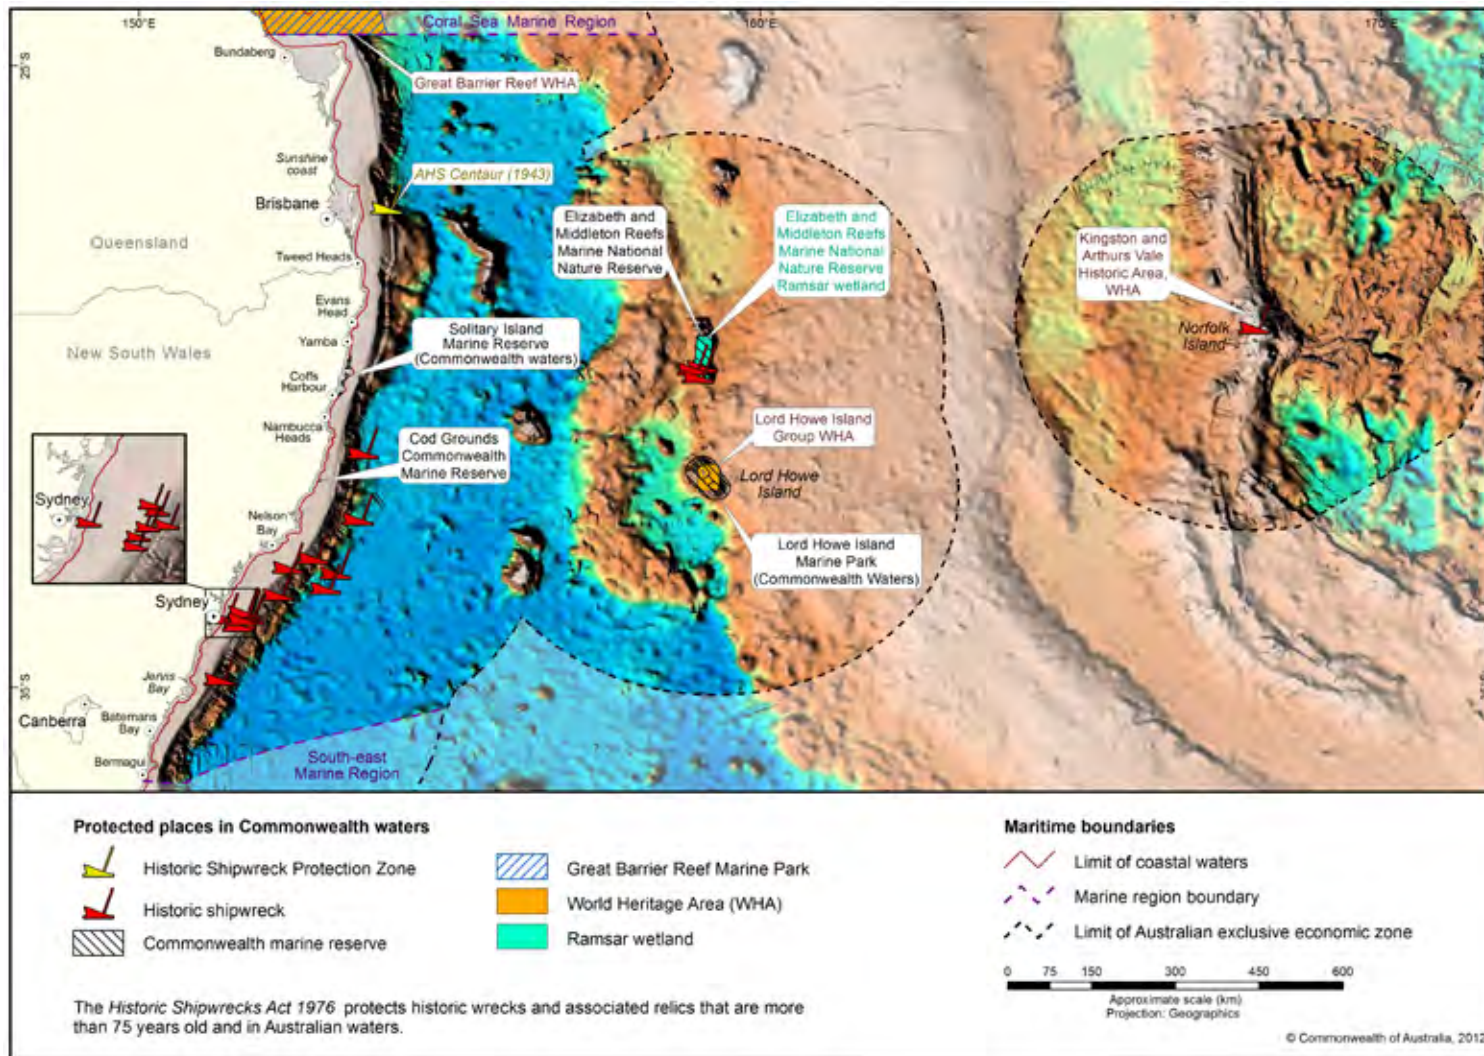 150°E
Coral Sea Marine Region
160°E
170°E
25°S
Bundaberg
Great Barrier Reef WHA
Sunshine
coast
AHS Centaur (1943)
Brisbane
Queensland
Tweed Heads
Elizabeth and
Middleton Reefs
Marine National
Nature Reserve
Elizabeth and
Middleton Reefs
Marine National
Nature Reserve
Ramsar wetland
Kingston and
Arthurs Vale
Historic Area,
WHA
Norfolk
Island
Evans
Head
Yamba
New South Wales
Solitary Island
Marine Reserve
(Commonwealth waters)
Coffs
Harbour
Nambucca
Heads
Cod Grounds
Commonwealth
Marine Reserve
Lord Howe Island
Group WHA
Lord Howe
Island
Sydney
Nelson
Bay
Lord Howe Island
Marine Park
(Commonwealth Waters)
Sydney
35°S
Jervis
Bay
Canberra
Batemans
Bay
Bermagui
South-east
Marine Region
Protected places in Commonwealth waters
Historic Shipwreck Protection Zone
Historic shipwreck
Commonwealth marine reserve
Great Barrier Reef Marine Park
World Heritage Area (WHA)
Ramsar wetland
The Historic Shipwrecks Act 1976 protects historic wrecks and associated relics that are more
than 75 years old and in Australian waters.
Maritime boundaries
Limit of coastal waters
Marine region boundary
Limit of Australian exclusive economic zone
0 75 150 300 450 600
Approximate scale (km)
Projection: Geographics
© Commonwealth of Australia, 2012